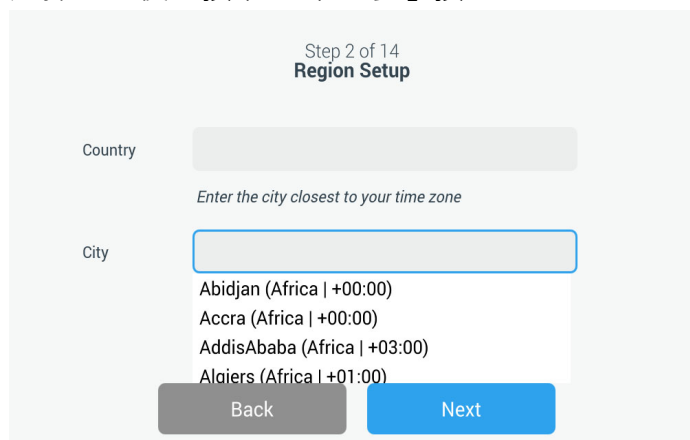 Step 2 of 14
Region Setup
Country
Enter the city closest to your time zone
City
Abidjan (Africa | +00:00)
Accra (Africa | +00:00)
AddisAbaba (Africa | +03:00)
Algiers (Africa | +01:00)
Back
Next